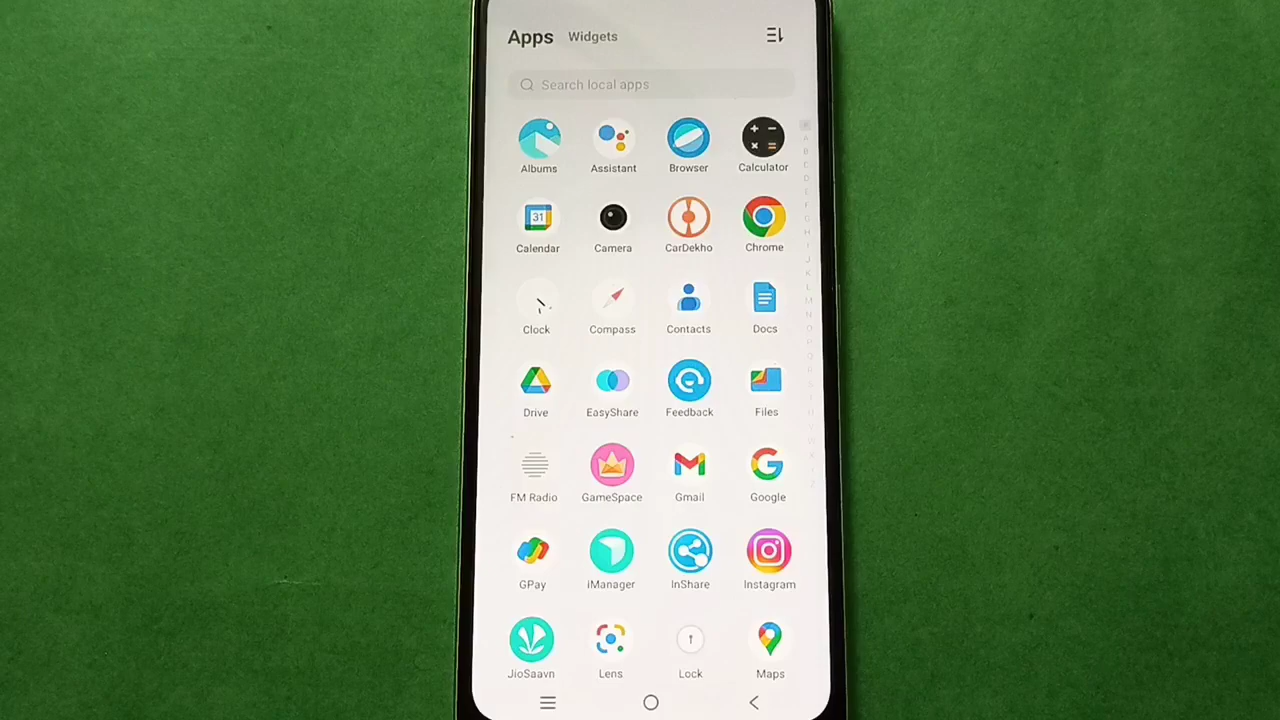 Apps Widgets
Search local apps
Albums Assistant Browser Calculator
31
Calendar Camera CarDekho Chrome
Clock Compass Contacts Docs
Drive EasyShare Feedback Files
FM Radio GameSpace Gmail Google
GPay iManager InShare Instagram
JioSaavn Lens Lock Maps